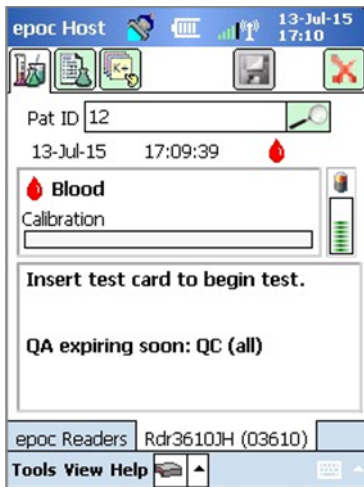 epoc Host 13-Jul-15
17:10
K+
Pat ID 12
13-Jul-15 17:09:39
Blood
Calibration
Insert test card to begin test.
QA expiring soon: QC (all)
epoc Readers Rdr3610JH (03610)
Tools View Help